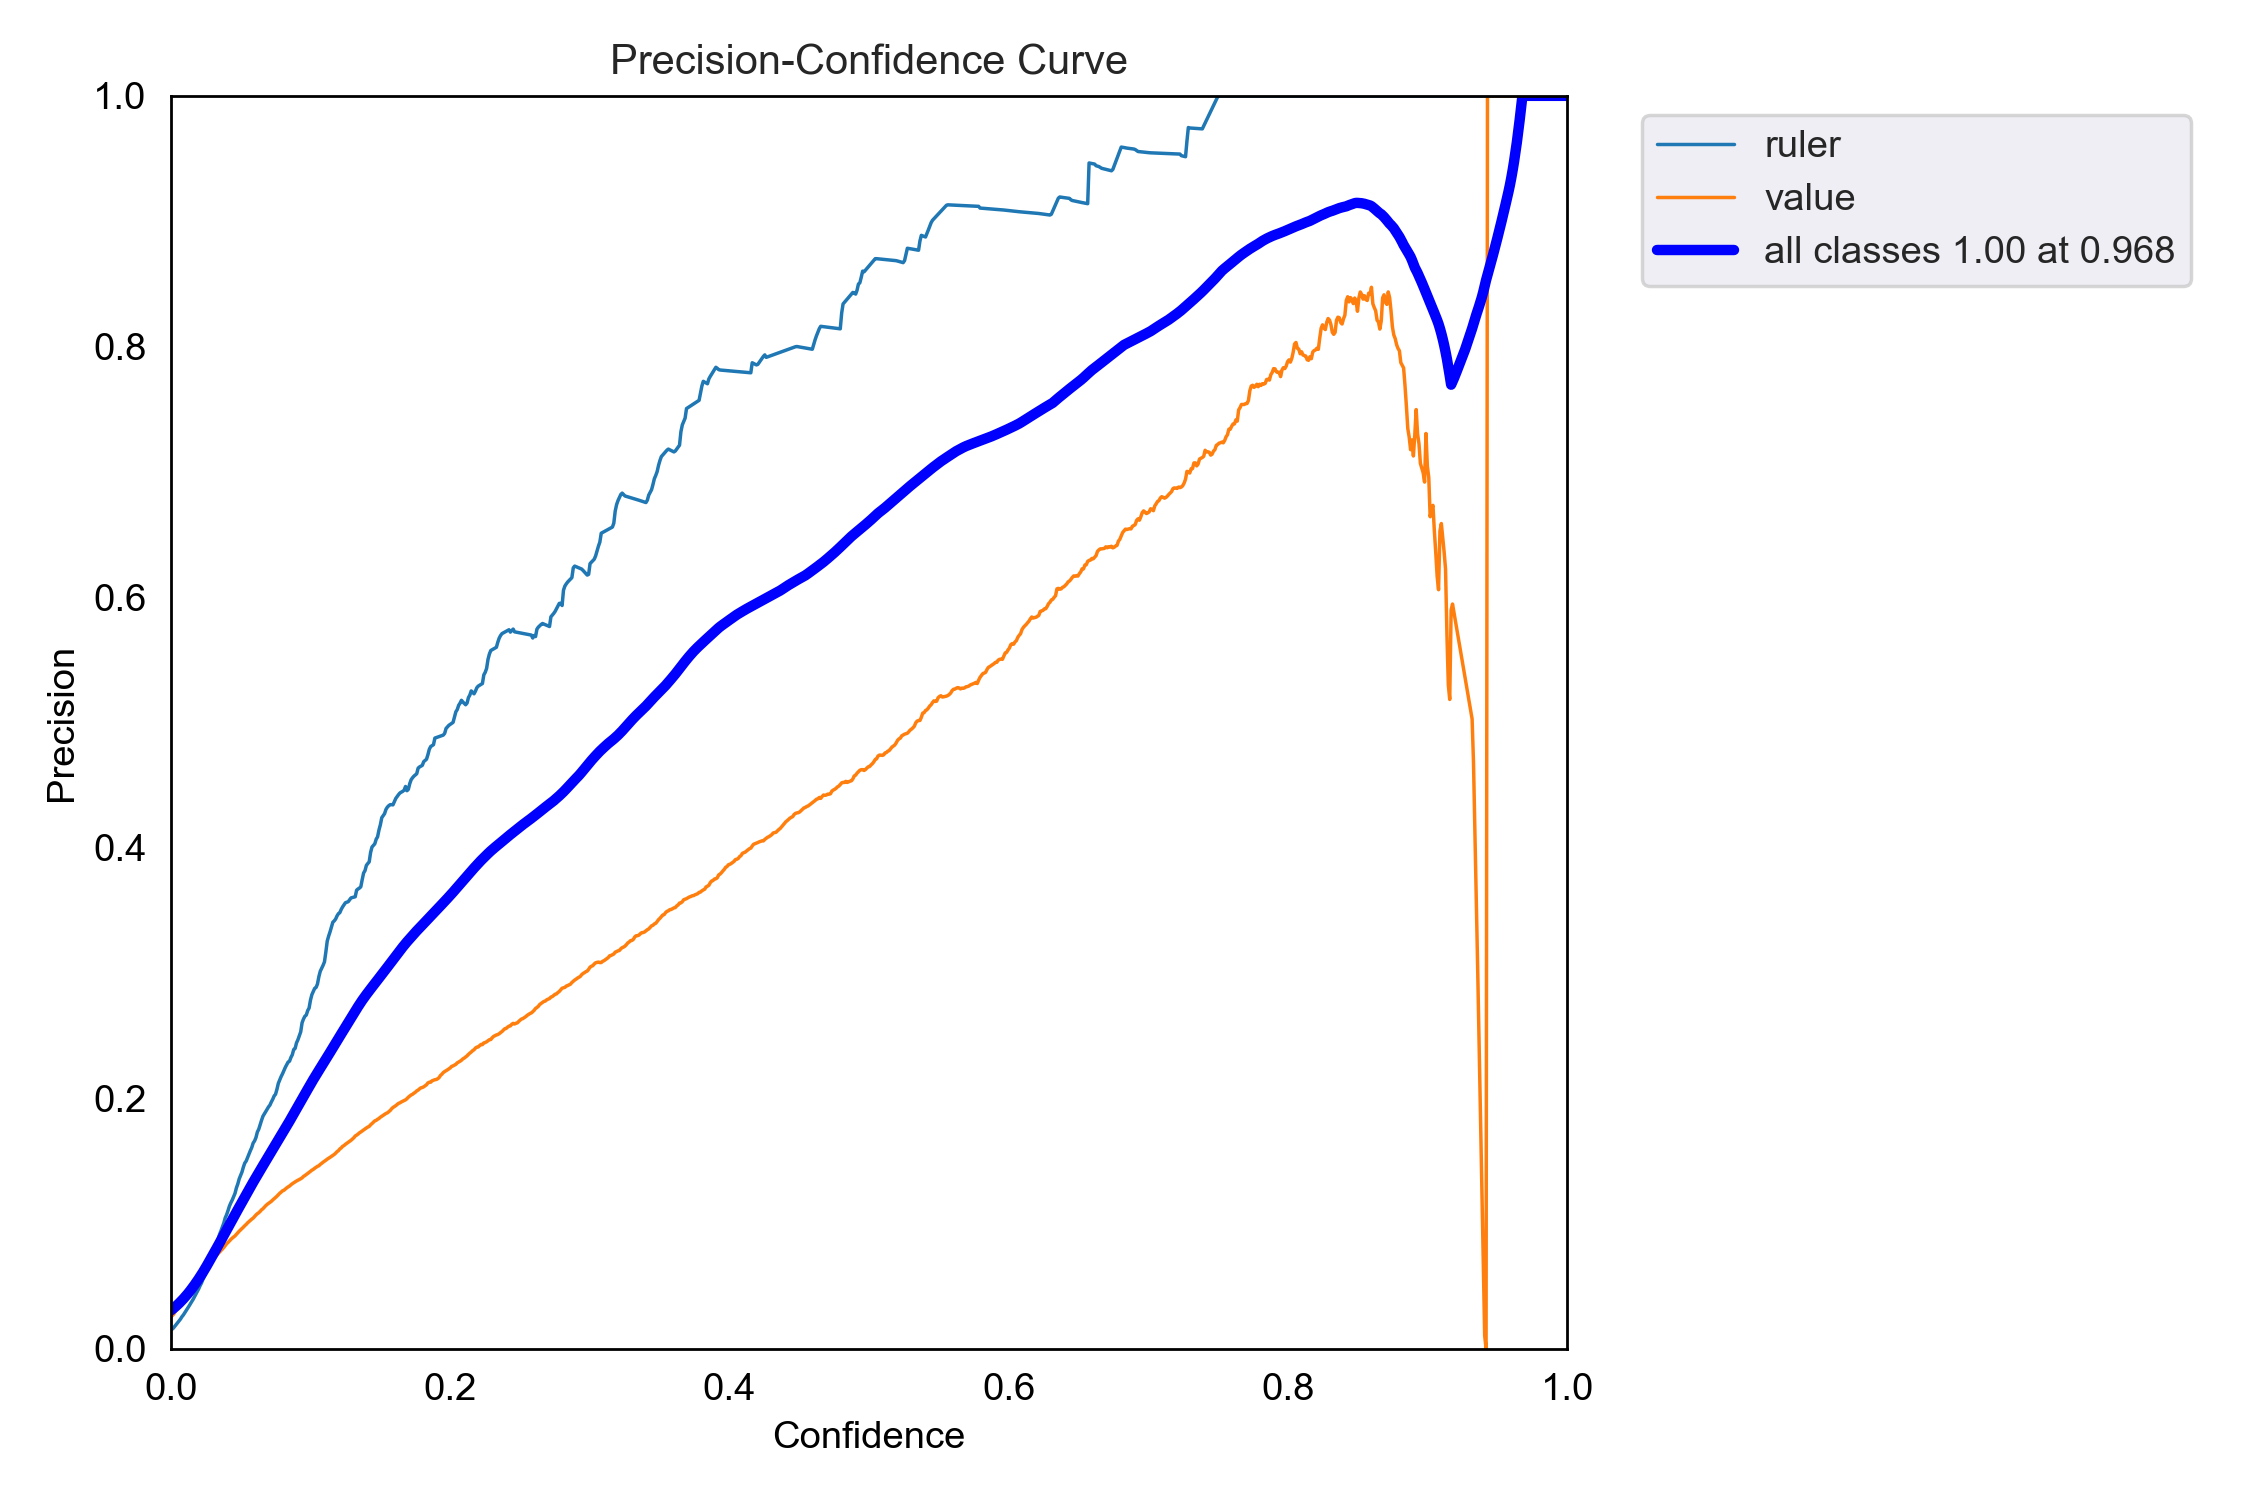 Precision-Confidence Curve
1.0
0.8
0.6
0.4
0.2
0.0
Precision
0.0 0.2 0.4 0.6 0.8 1.0
Confidence
ruler
value
all classes 1.00 at 0.968